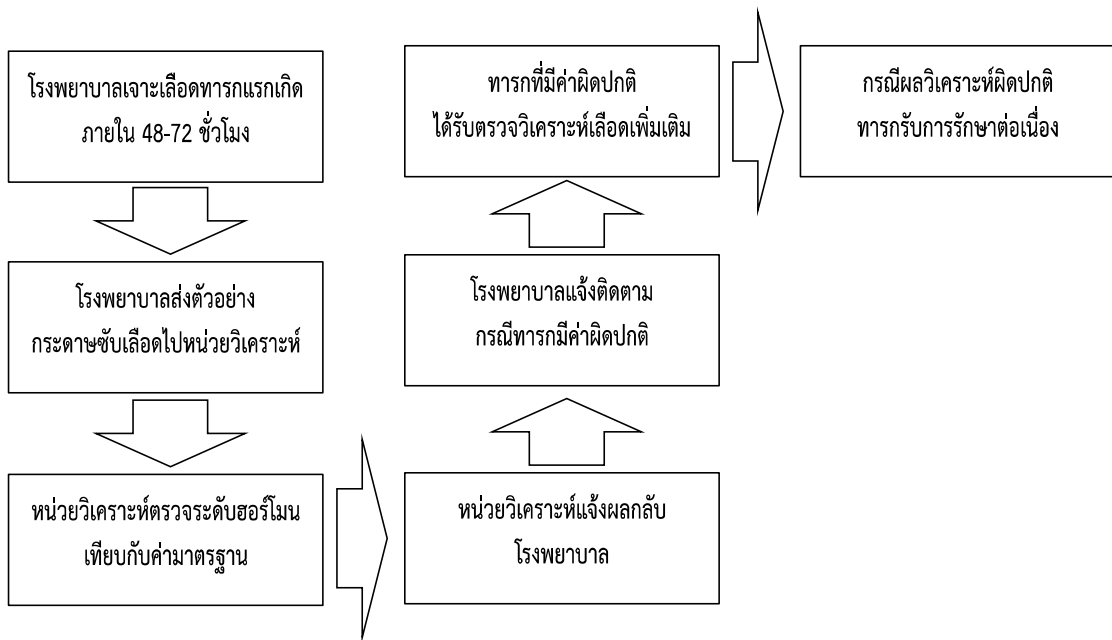 โรงพยาบาลเจาะเลือดทารกแรกเกิด
ภายใน 48-72 ชั่วโมง
โรงพยาบาลส่งตัวอย่าง
กระดาษซับเลือดไปหน่วยวิเคราะห์
หน่วยวิเคราะห์ตรวจระดับฮอร์โมน
เทียบกับค่ามาตรฐาน
หน่วยวิเคราะห์แจ้งผลกลับ
โรงพยาบาล
โรงพยาบาลแจ้งติดตาม
กรณีทารกมีค่าผิดปกติ
ทารกที่มีค่าผิดปกติ
ได้รับตรวจวิเคราะห์เลือดเพิ่มเติม
กรณีผลวิเคราะห์ผิดปกติ
ทารกรับการรักษาต่อเนื่อง